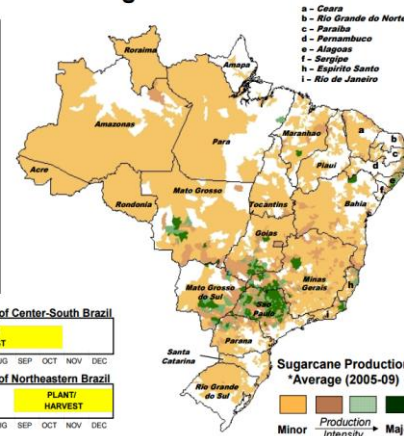 a - Ceara
b - Rio Grande do Norte
c - Paraiba
d - Pernambuco
e - Alagoas
f - Sergipe
h - Espirito Santo
i - Rio de Janeiro
Roraima
Amapa
Amazonas
Para
Maranhao
a
b
c
d
e
f
Piaui
Acre
Rondonia
Mato Grosso
Tocantins
Bahia
Goias
Minas
Gerais
h
Mato Grosso
do Sul
Sao
Paulo
i
Parana
Santa
Catarina
Rio Grande
do Sul
of Center-South Brazil
ST
UG SEP OCT NOV DEC
of Northeastern Brazil
PLANT/
HARVEST
UG SEP OCT NOV DEC
Sugarcane Production
*Average (2005-09)
Minor Production Intensity Maj